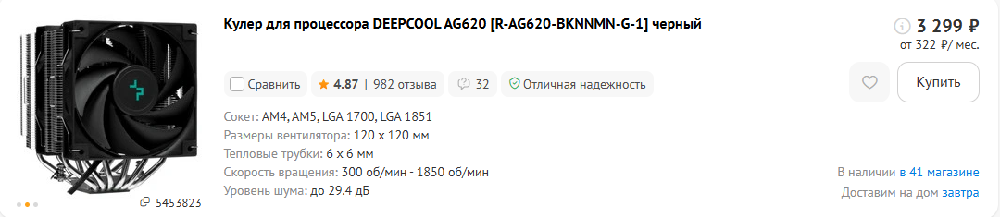 Кулер для процессора DEEPCOOL AG620 [R-AG620-BKNNMN-G-1] черный
3 299 ₽
от 322 ₽/ мес.
Сравнить
4.87 | 982 отзыва
32
Отличная надежность
Купить
Сокет: AM4, AM5, LGA 1700, LGA 1851
Размеры вентилятора: 120 x 120 мм
Тепловые трубки: 6 x 6 мм
Скорость вращения: 300 об/мин - 1850 об/мин
Уровень шума: до 29.4 дБ
В наличии в 41 магазине
Доставим на дом завтра
5453823